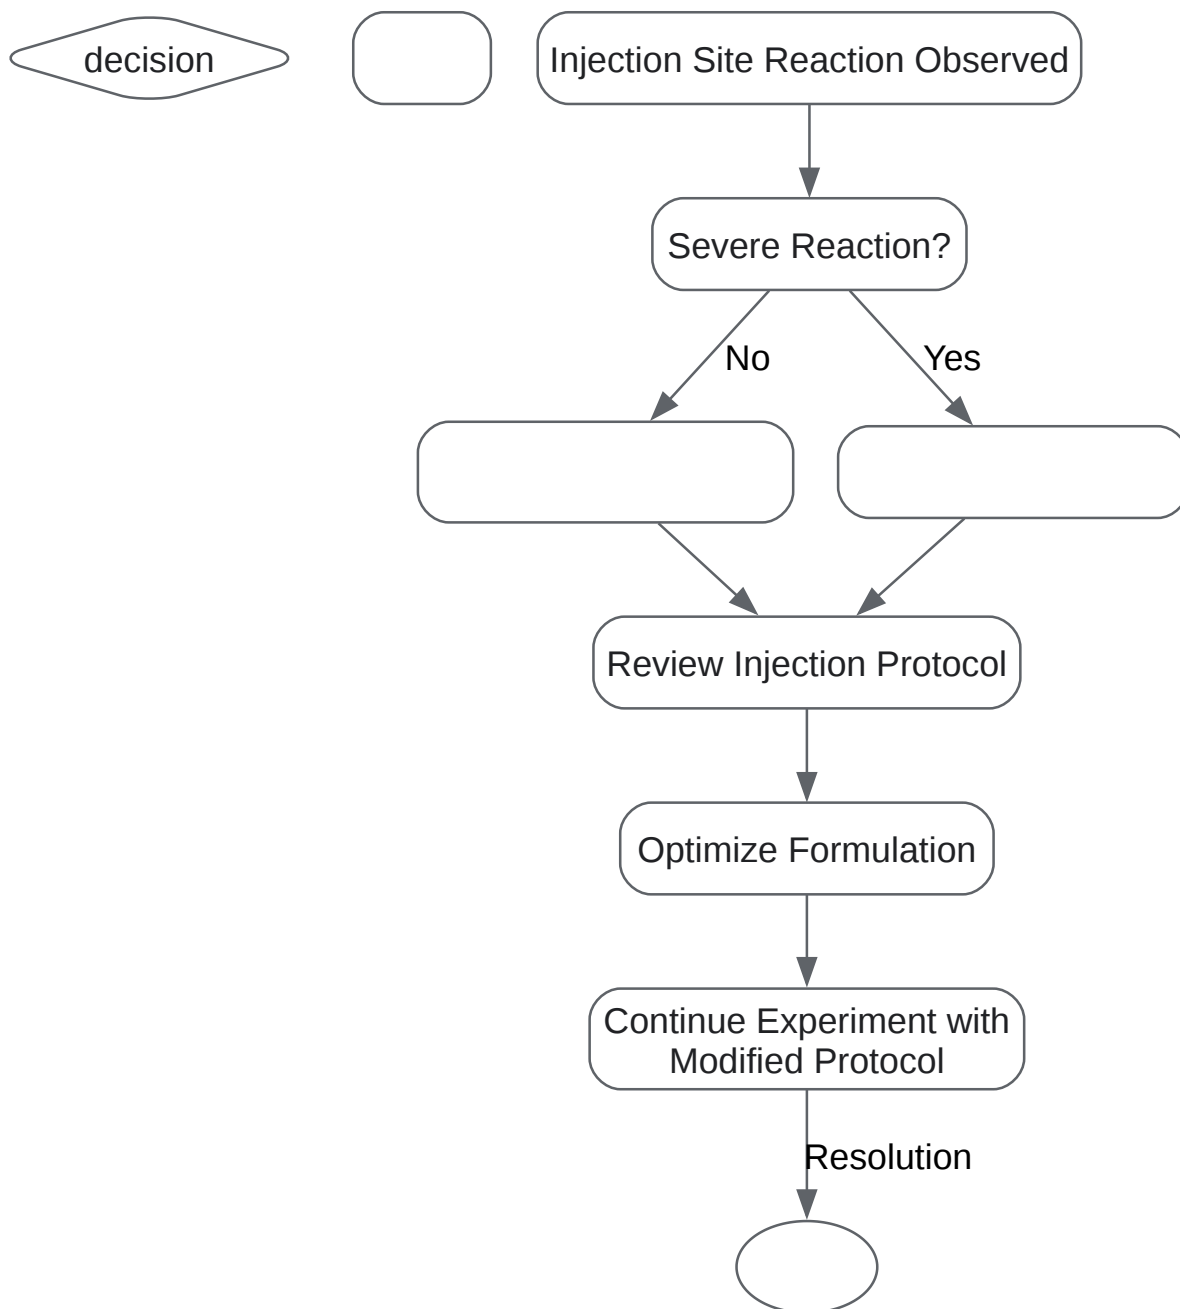 decision
Injection Site Reaction Observed
Severe Reaction?
No
Yes
Review Injection Protocol
Optimize Formulation
Continue Experiment with
Modified Protocol
Resolution